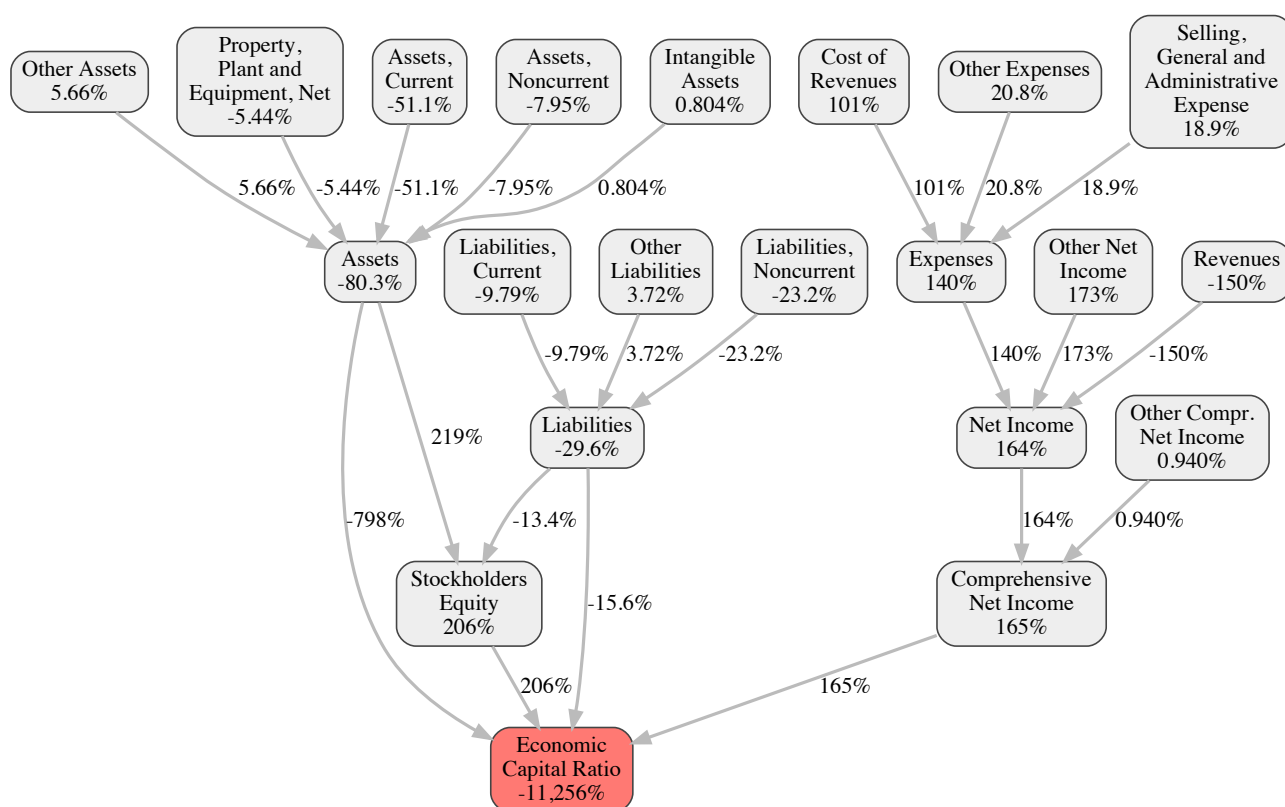 Other Assets
5.66%
Property,
Plant and
Equipment, Net
-5.44%
Assets,
Current
-51.1%
Assets,
Noncurrent
-7.95%
Intangible
Assets
0.804%
Cost of
Revenues
101%
Other Expenses
20.8%
Selling,
General and
Administrative
Expense
18.9%
5.66%
-5.44%
-51.1%
-7.95%
0.804%
101%
20.8%
18.9%
Assets
-80.3%
Liabilities,
Current
-9.79%
Other
Liabilities
3.72%
Liabilities,
Noncurrent
-23.2%
Expenses
140%
Other Net
Income
173%
Revenues
-150%
-9.79%
3.72%
-23.2%
140%
173%
-150%
219%
Liabilities
-29.6%
Net Income
164%
Other Compr.
Net Income
0.940%
-798%
-13.4%
164%
0.940%
Stockholders
Equity
206%
-15.6%
Comprehensive
Net Income
165%
206%
165%
Economic
Capital Ratio
-11,256%